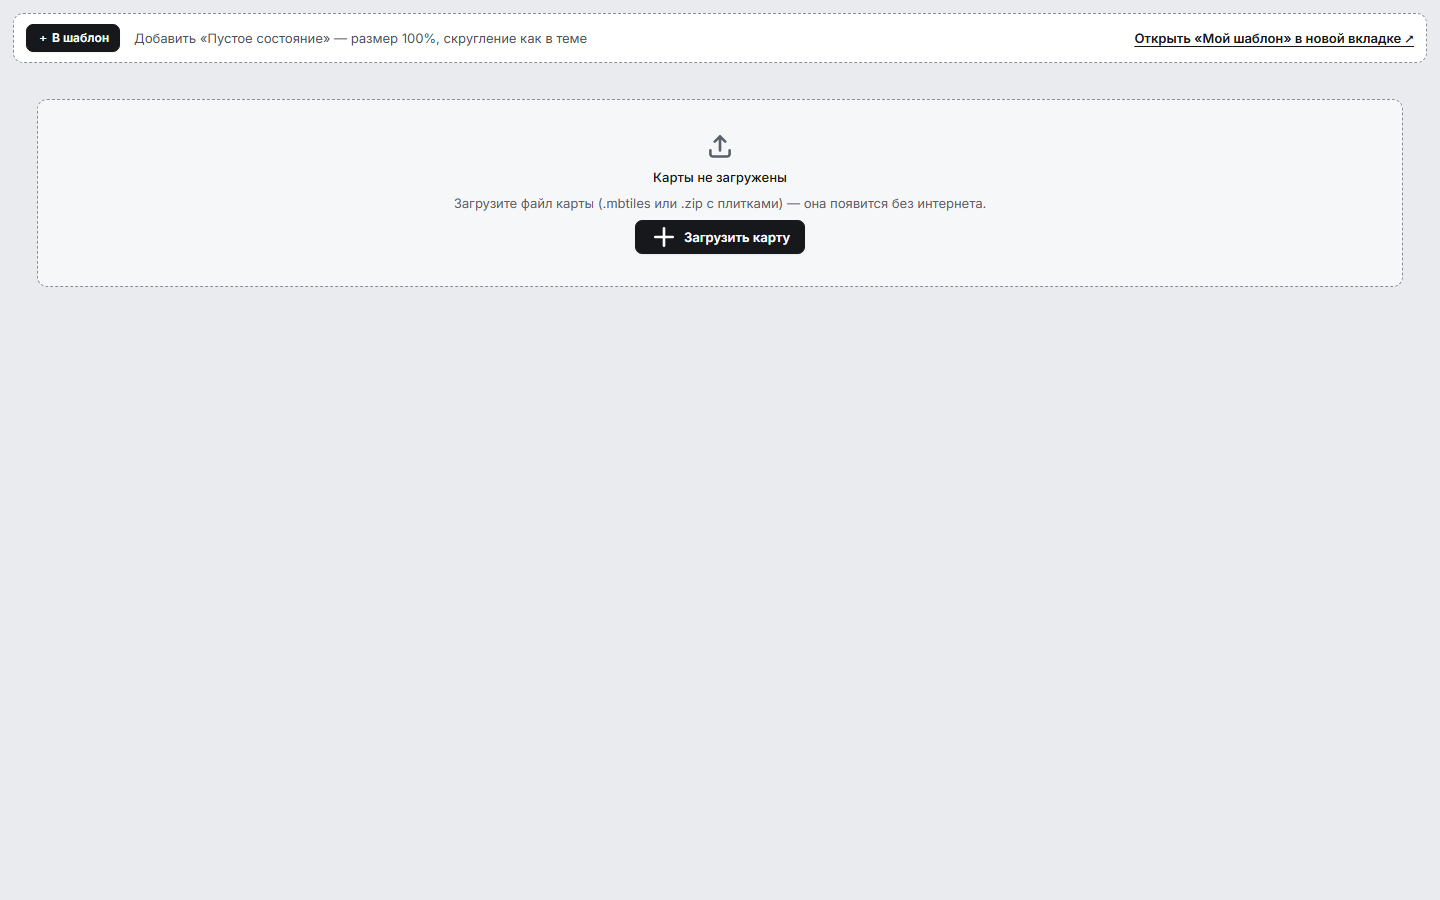 + В шаблон
Добавить «Пустое состояние» — размер 100%, скругление как в теме
Открыть «Мой шаблон» в новой вкладке ↗
Карты не загружены
Загрузите файл карты (.mbtiles или .zip с плитками) — она появится без интернета.
Загрузить карту